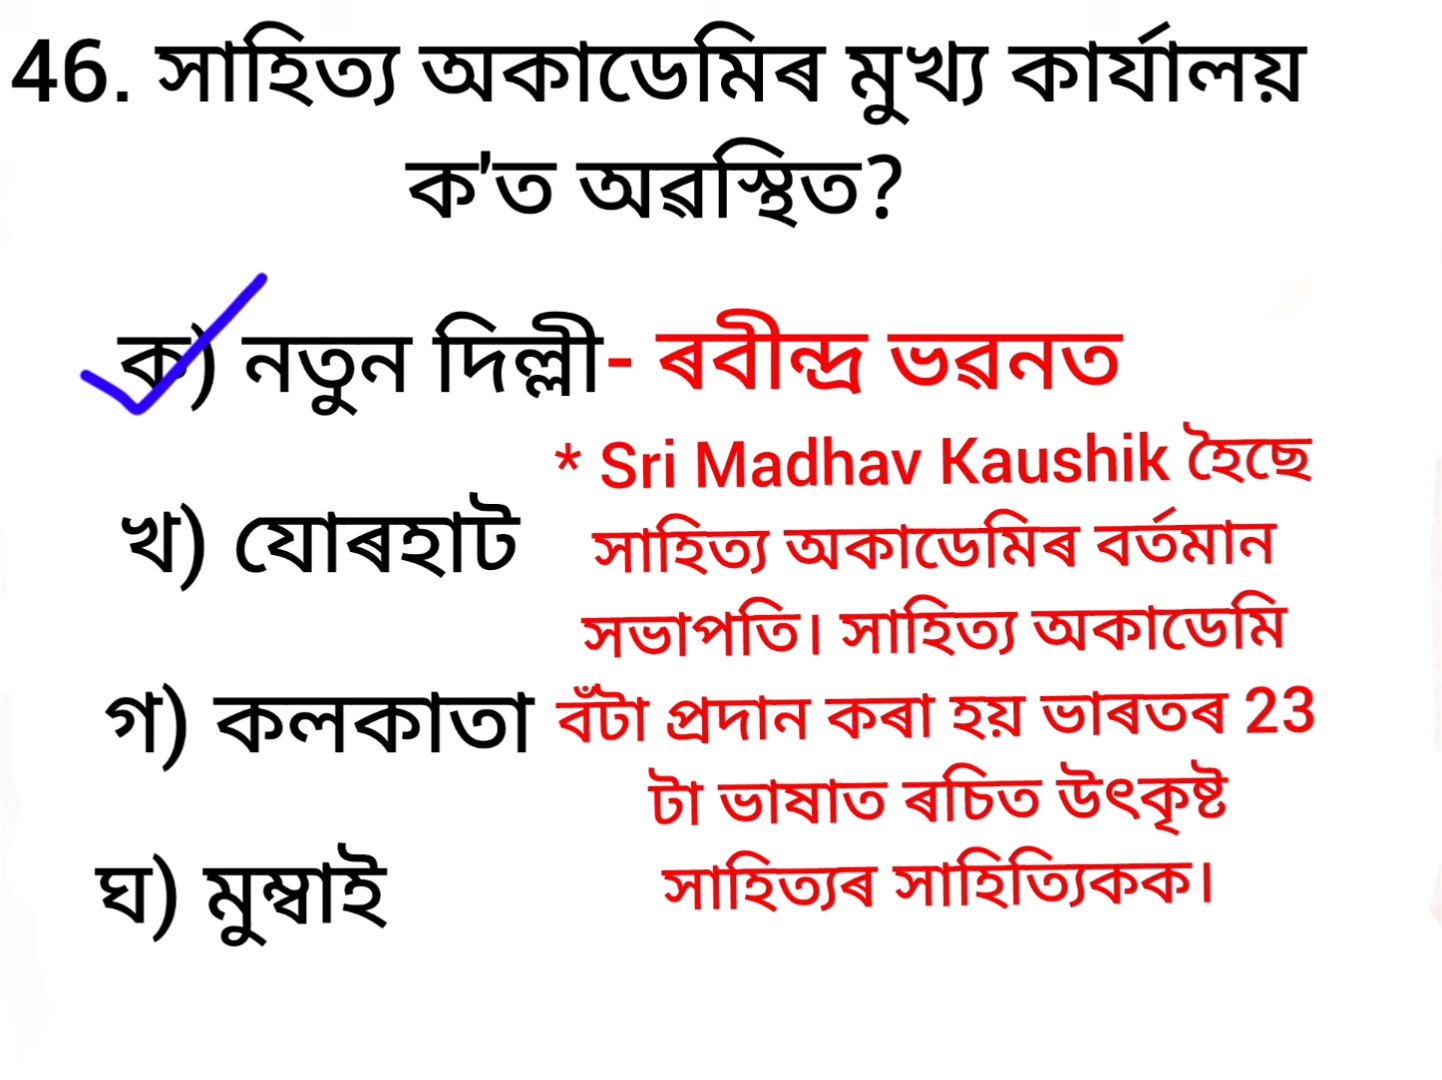 46. সাহিত্য অকাডেমিৰ মুখ্য কাৰ্যালয়
ক'ত অৱস্থিত?
ক) নতুন দিল্লী- ৰবীন্দ্ৰ ভৱনত
* Sri Madhav Kaushik হৈছে
খ) যোৰহাট সাহিত্য অকাডেমিৰ বৰ্তমান
সভাপতি। সাহিত্য অকাডেমি
গ) কলকাতা বঁটা প্ৰদান কৰা হয় ভাৰতৰ 23
টা ভাষাত ৰচিত উৎকৃষ্ট
ঘ) মুম্বাই সাহিত্যৰ সাহিত্যিকক।